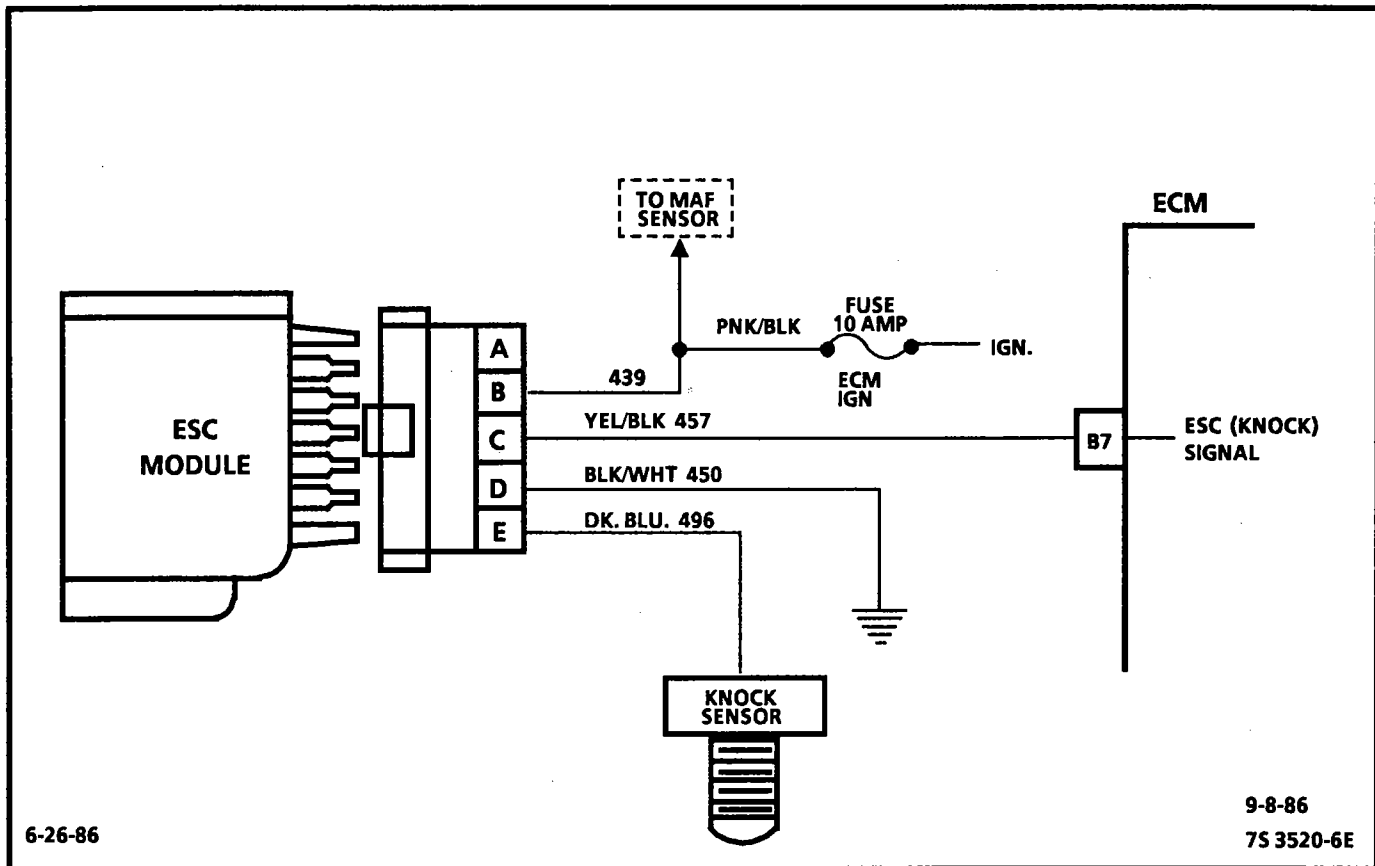 TO MAF
SENSOR
ECM
FUSE
10 AMP
PNK/BLK
IGN.
ECM
IGN
ESC
MODULE
A
B
C
D
E
439
YEL/BLK 457
BLK/WHT 450
DK. BLU. 496
B7
ESC (KNOCK)
SIGNAL
KNOCK
SENSOR
6-26-86
9-8-86
7S 3520-6E